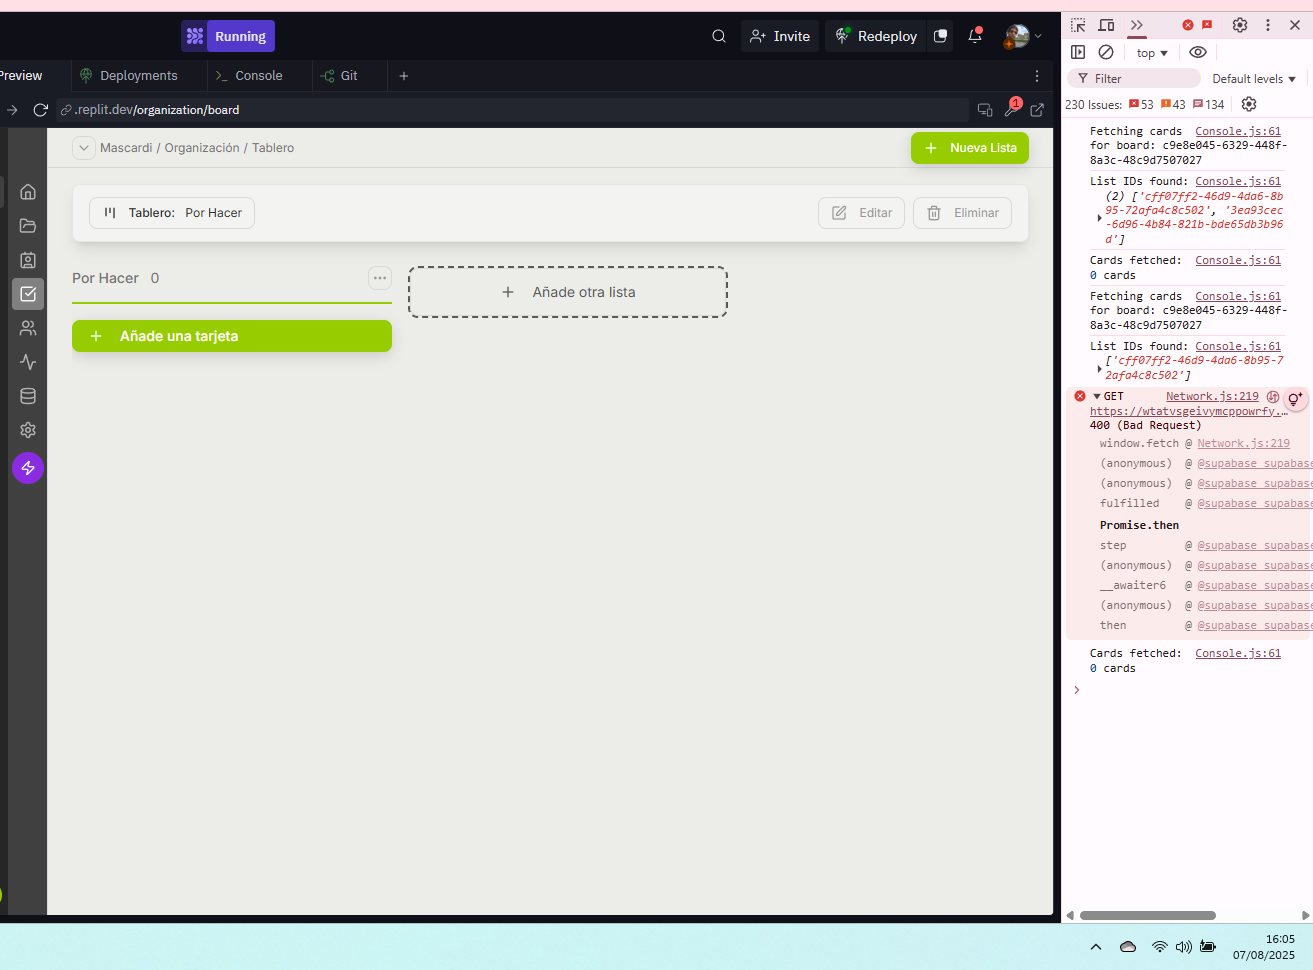 Running
Invite
Redeploy
Preview
Deployments
Console
Git
.replit.dev/organization/board
1
Mascardi / Organización / Tablero
Nueva Lista
Tablero: Por Hacer
Editar
Eliminar
Por Hacer 0
Añade otra lista
Añade una tarjeta
top
Filter
Default levels
230 Issues: 53 43 134
Fetching cards Console.js:61
for board: c9e8e045-6329-448f-
8a3c-48c9d7507027
List IDs found: Console.js:61
(2) ['cff07ff2-46d9-4da6-8b
95-72afa4c8c502', '3ea93cec
-6d96-4b84-821b-bde65db3b96
d']
Cards fetched: Console.js:61
0 cards
Fetching cards Console.js:61
for board: c9e8e045-6329-448f-
8a3c-48c9d7507027
List IDs found: Console.js:61
['cff07ff2-46d9-4da6-8b95-7
2afa4c8c502']
GET Network.js:219
https://wtatvsgeivymcppowrfy.…
400 (Bad Request)
window.fetch @ Network.js:219
(anonymous) @ @supabase_supabase
(anonymous) @ @supabase_supabase
fulfilled @ @supabase_supabase
Promise.then
step @ @supabase_supabase
(anonymous) @ @supabase_supabase
__awaiter6 @ @supabase_supabase
(anonymous) @ @supabase_supabase
then @ @supabase_supabase
Cards fetched: Console.js:61
0 cards
16:05
07/08/2025